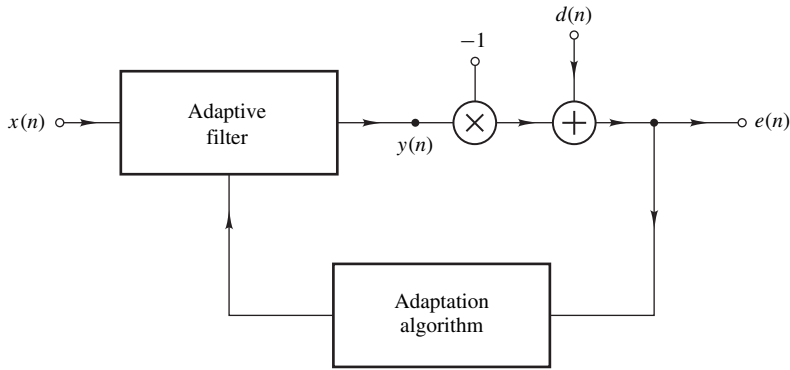 d(n)
−1
x(n)
Adaptive
filter
y(n)
×
+
e(n)
Adaptation
algorithm